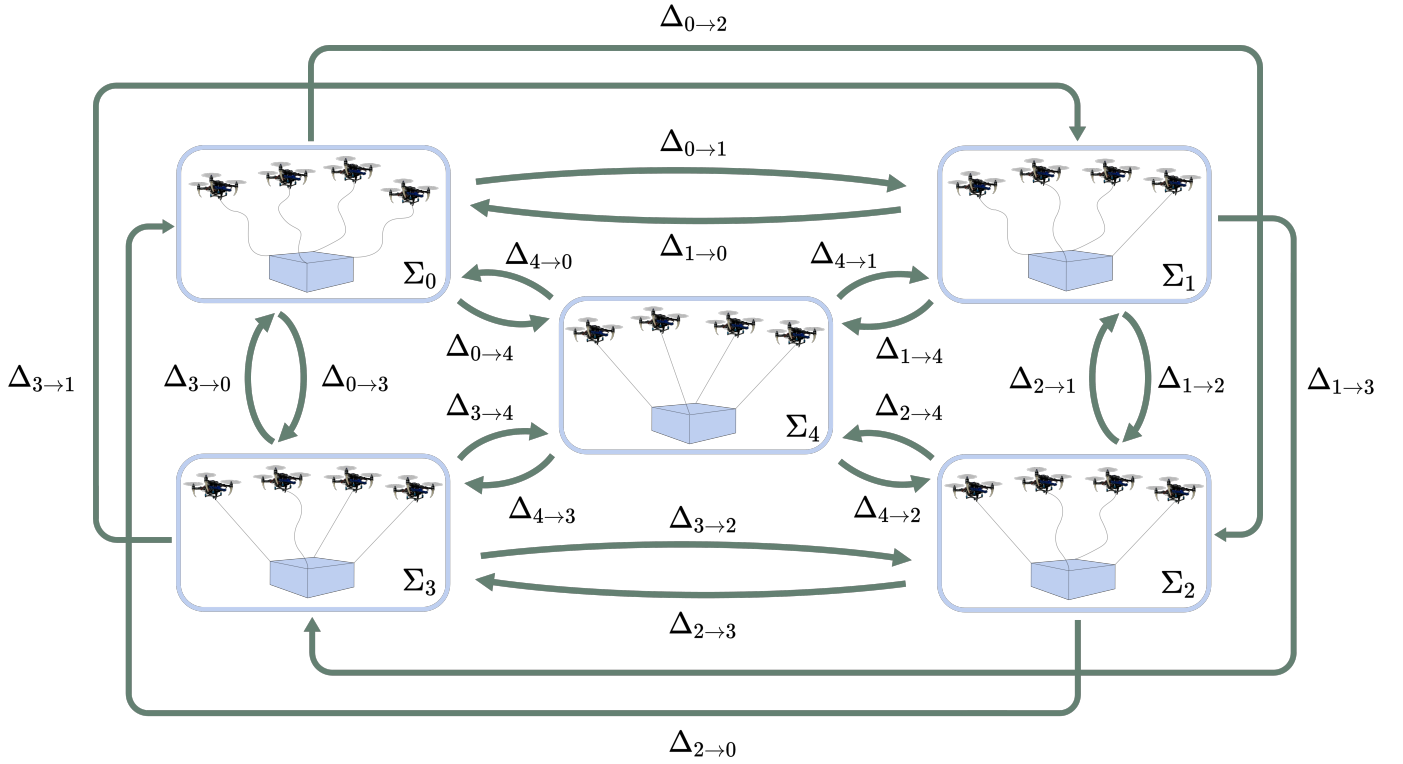 Δ₀→₂
Δ₀→₁
Δ₁→₀
Δ₄→₀
Δ₄→₁
Σ₀
Σ₁
Δ₀→₄
Δ₁→₄
Δ₃→₁
Δ₃→₀
Δ₀→₃
Δ₂→₁
Δ₁→₂
Δ₁→₃
Δ₃→₄
Δ₂→₄
Σ₄
Δ₄→₃
Δ₃→₂
Δ₄→₂
Σ₃
Σ₂
Δ₂→₃
Δ₂→₀